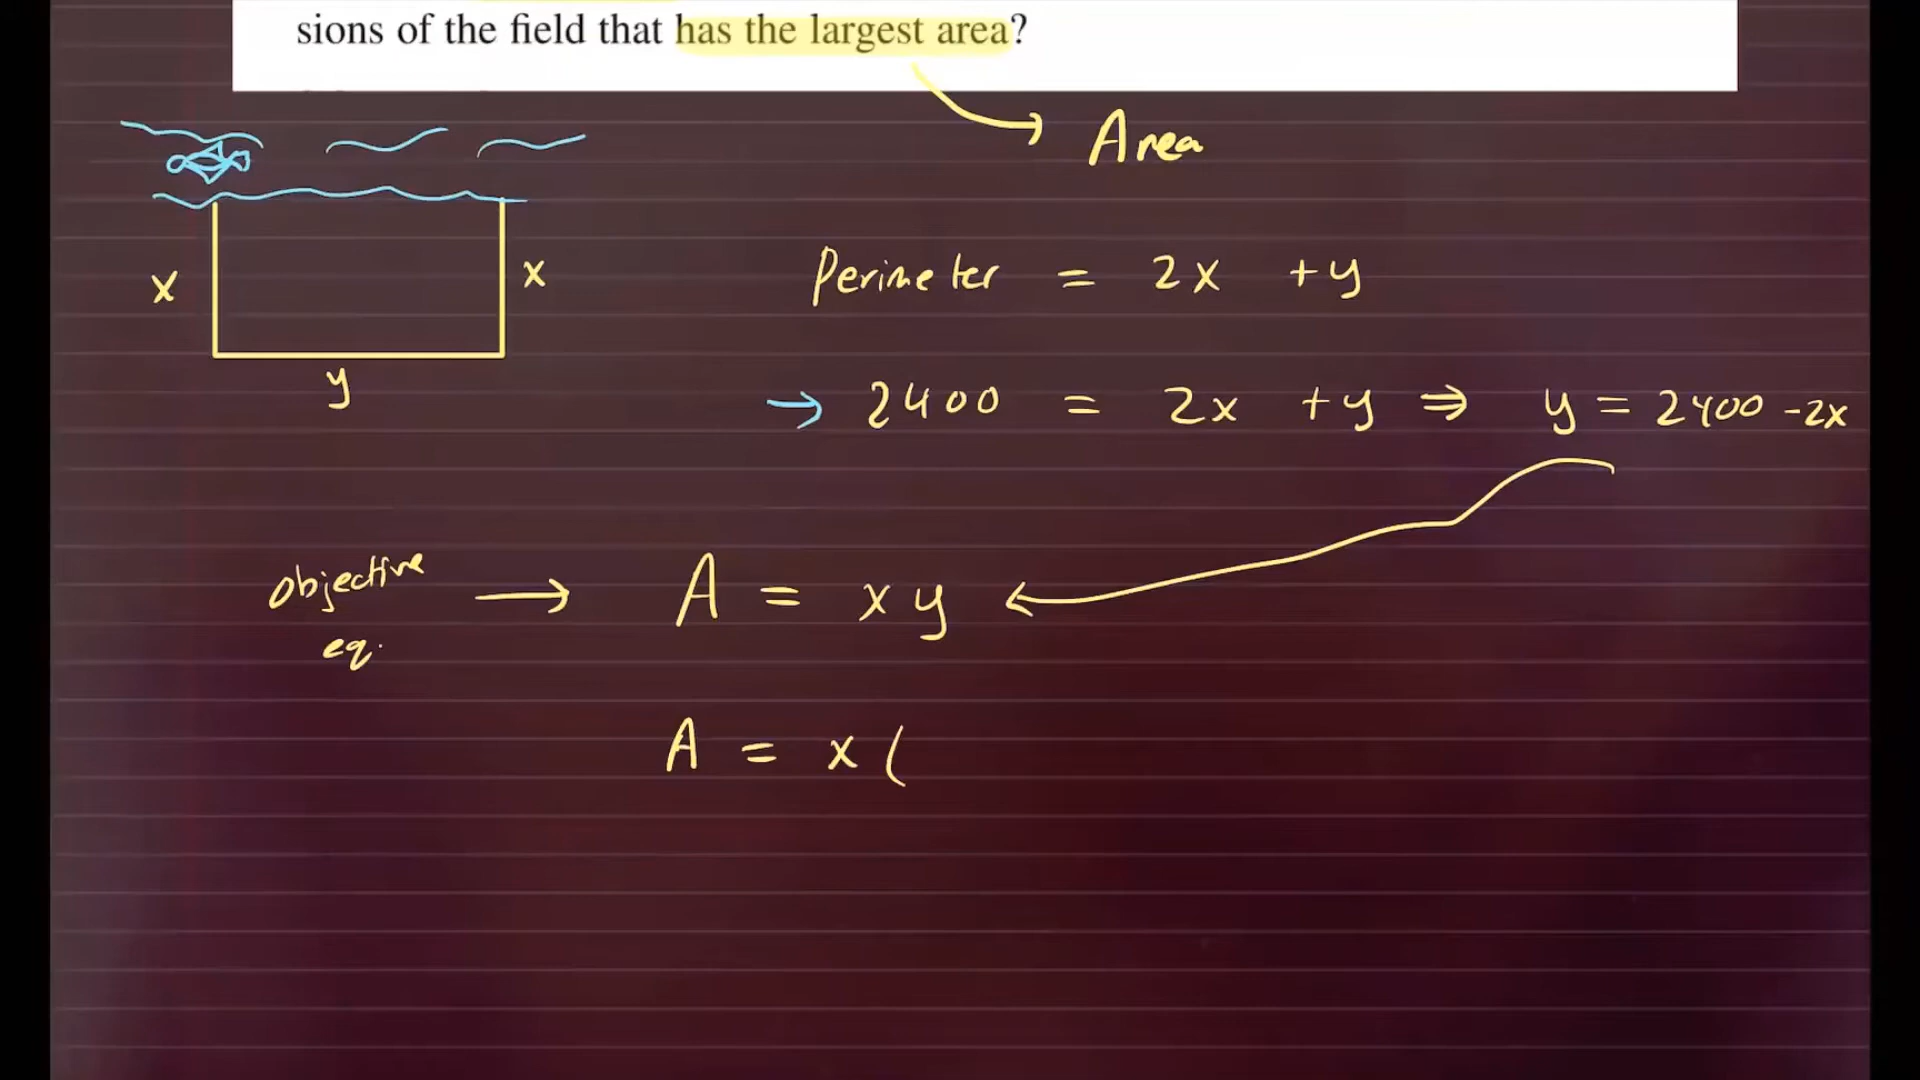 sions of the field that has the largest area?
Area
x
x
y
Perimeter = 2x + y
→ 2400 = 2x + y ⇒ y = 2400 - 2x
objective
eq.
→ A = xy ←
A = x (